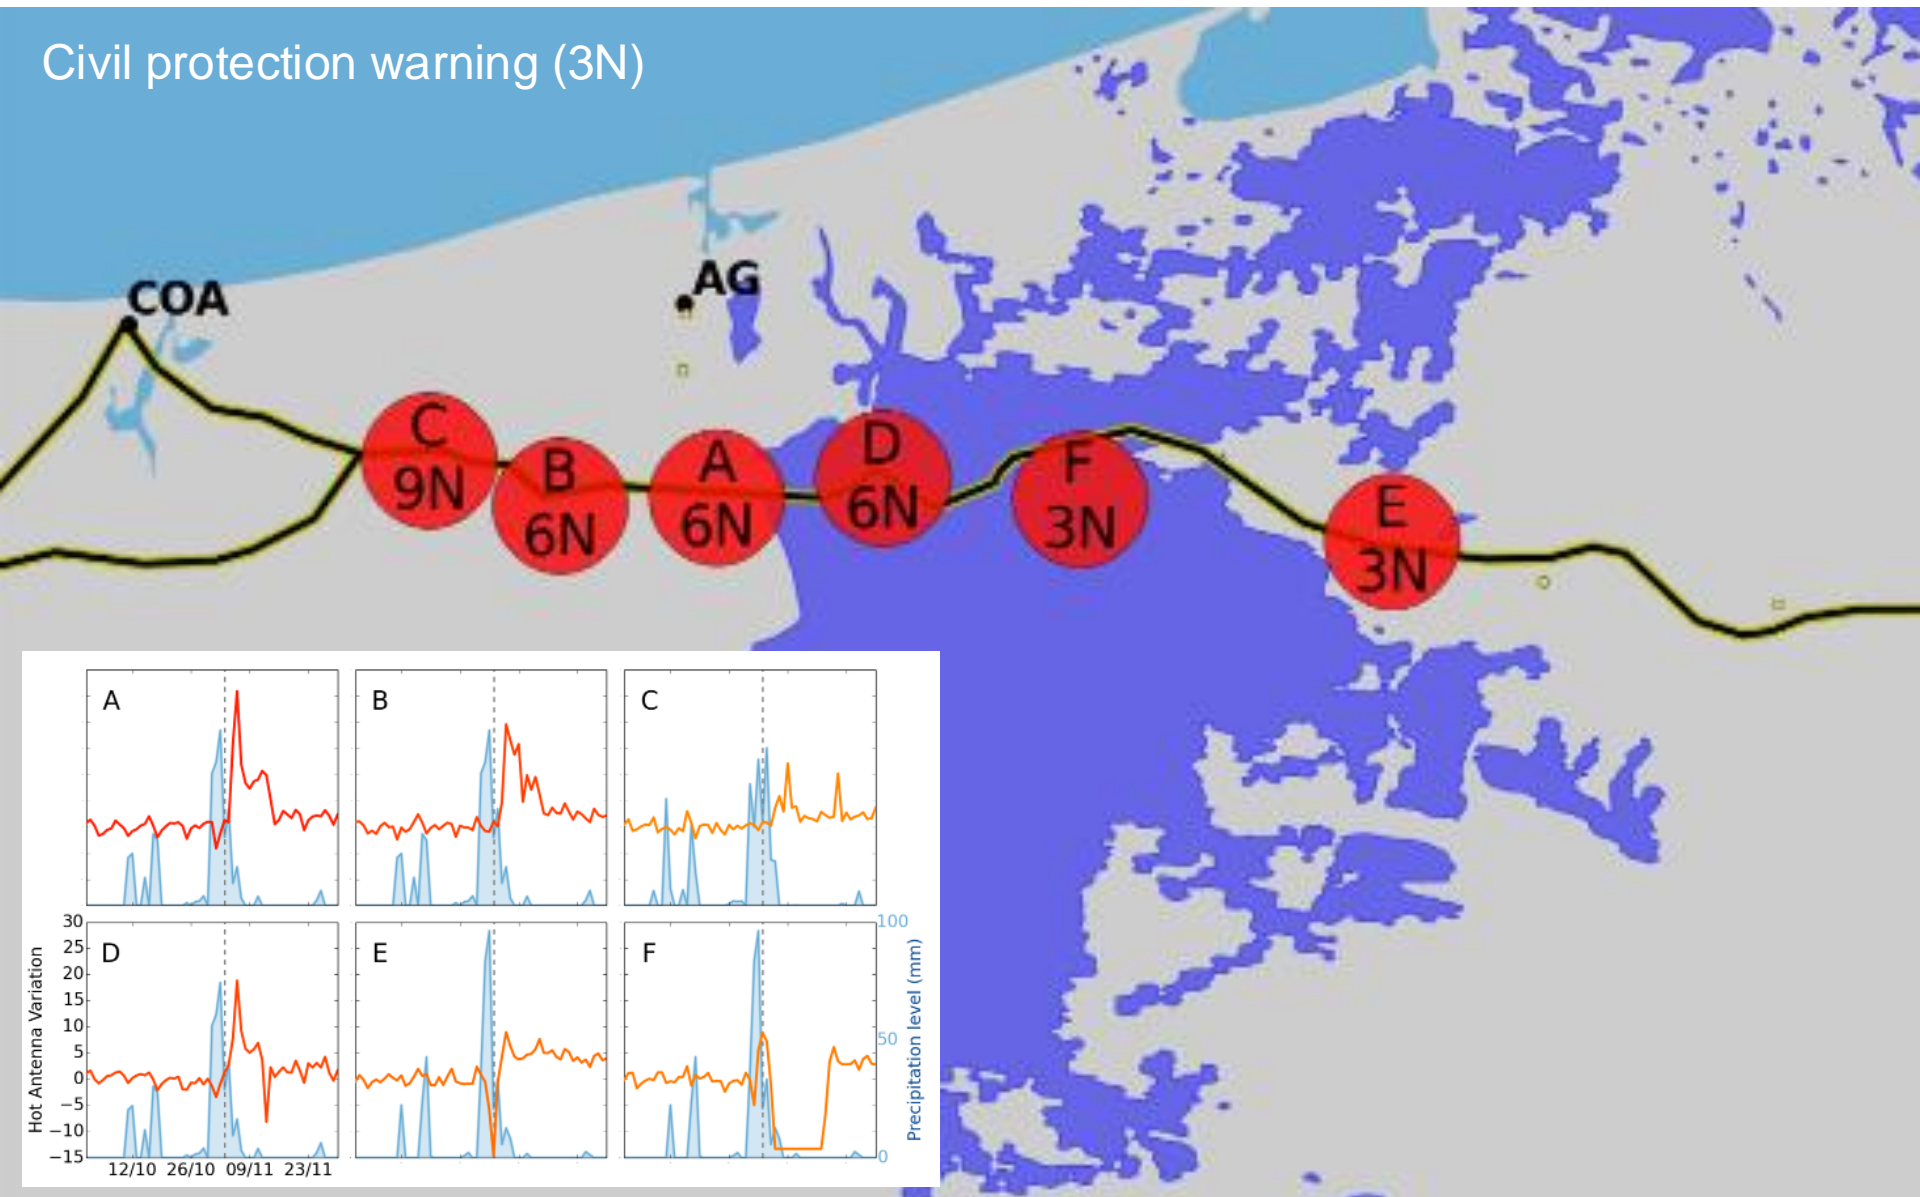 Civil protection warning (3N)
COA
AG
C
9N
B
6N
A
6N
D
6N
F
3N
E
3N
A
B
C
D
E
F
Hot Antenna Variation
30
25
20
15
10
5
0
−5
−10
−15
12/10 26/10 09/11 23/11
100
50
0
Precipitation level (mm)